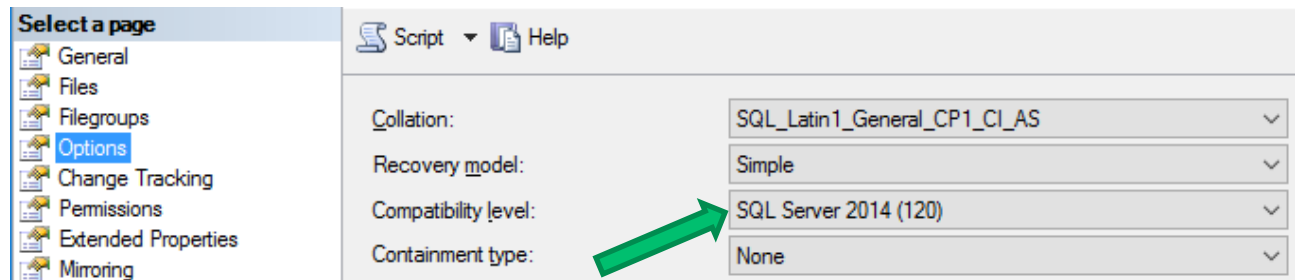 Select a page
General
Files
Filegroups
Options
Change Tracking
Permissions
Extended Properties
Mirroring
Script Help
Collation: SQL_Latin1_General_CP1_CI_AS
Recovery model: Simple
Compatibility level: SQL Server 2014 (120)
Containment type: None